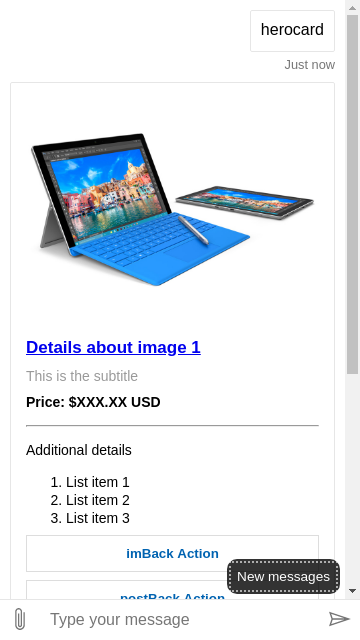 herocard
Just now
Details about image 1
This is the subtitle
Price: $XXX.XX USD
Additional details
1. List item 1
2. List item 2
3. List item 3
imBack Action
New messages
postBack Action
Type your message